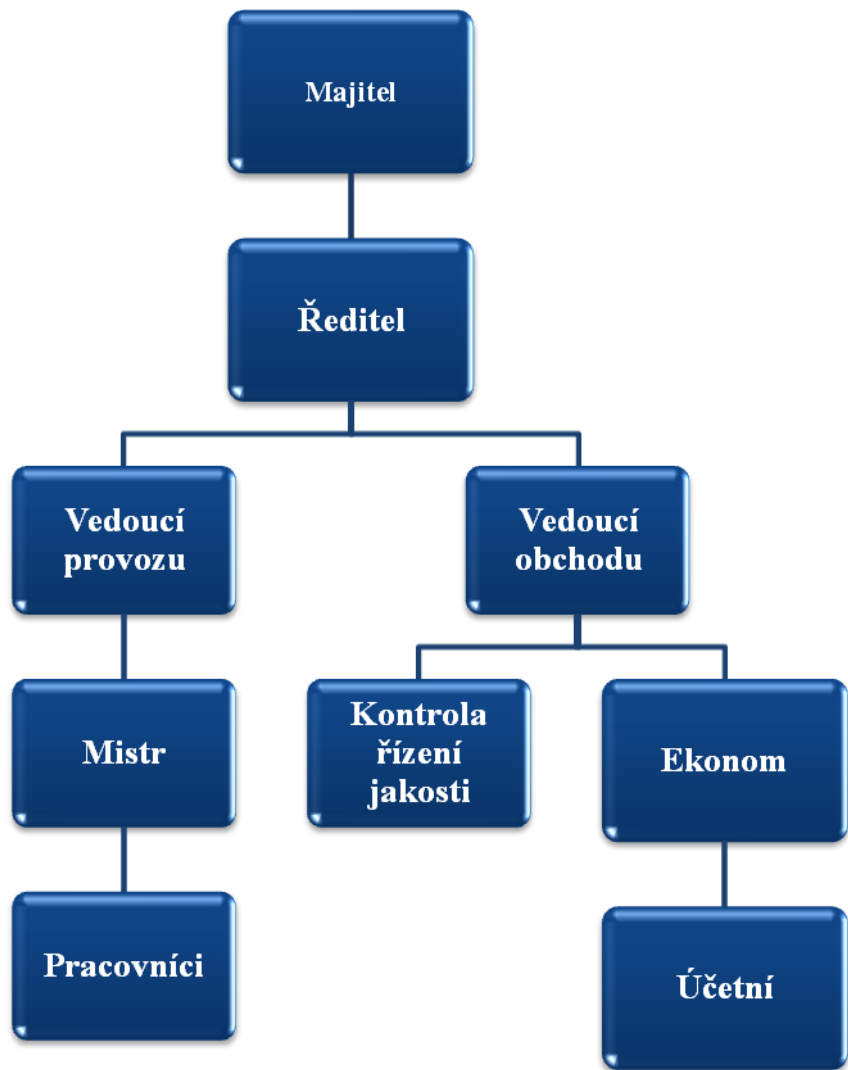 Majitel
Ředitel
Vedoucí
provozu
Vedoucí
obchodu
Mistr
Kontrola
řízení
jakosti
Ekonom
Pracovníci
Účetní